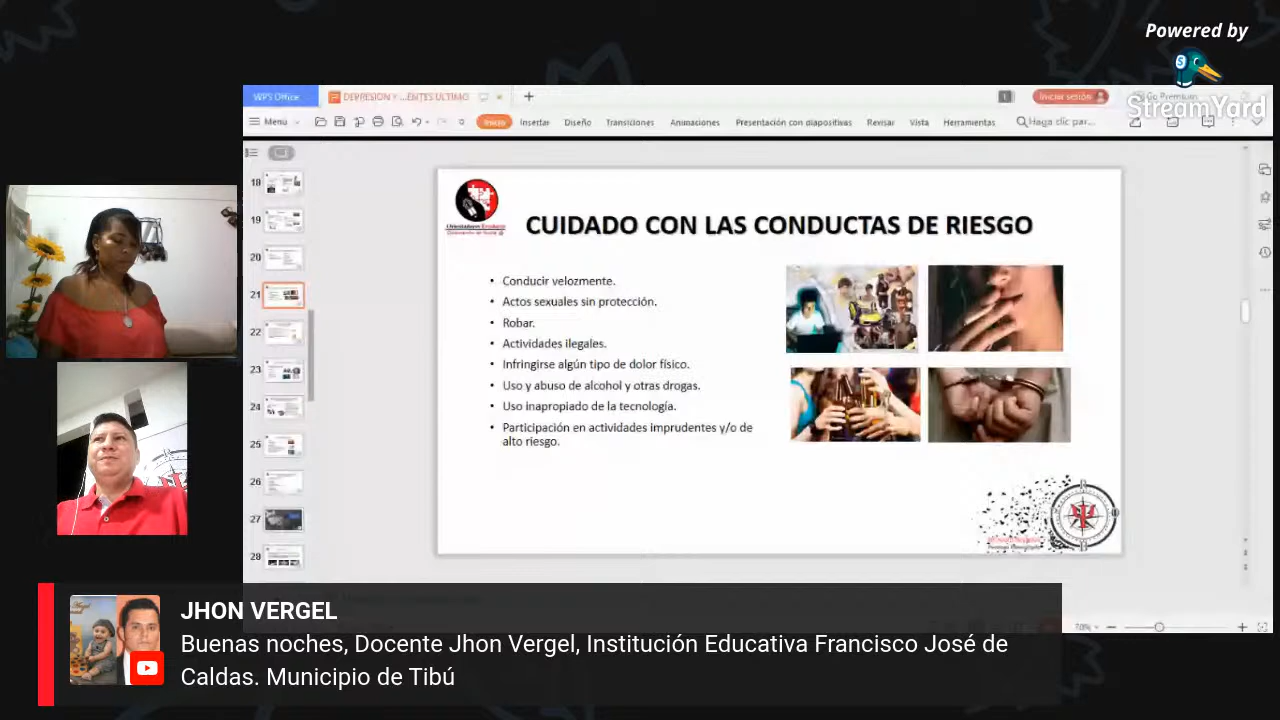 Powered by
StreamYard
WPS Office
DEPRESION Y ...ENTES ULTIMO
Iniciar sesión
Go Premium
Menú
Inicio
Insertar
Diseño
Transiciones
Animaciones
Presentación con diapositivas
Revisar
Vista
Herramientas
Haga clic par...
18
19
20
21
22
23
24
25
26
27
28
CUIDADO CON LAS CONDUCTAS DE RIESGO
• Conducir velozmente.
• Actos sexuales sin protección.
• Robar.
• Actividades ilegales.
• Infringirse algún tipo de dolor físico.
• Uso y abuso de alcohol y otras drogas.
• Uso inapropiado de la tecnología.
• Participación en actividades imprudentes y/o de
alto riesgo.
JHON VERGEL
Buenas noches, Docente Jhon Vergel, Institución Educativa Francisco José de
Caldas. Municipio de Tibú